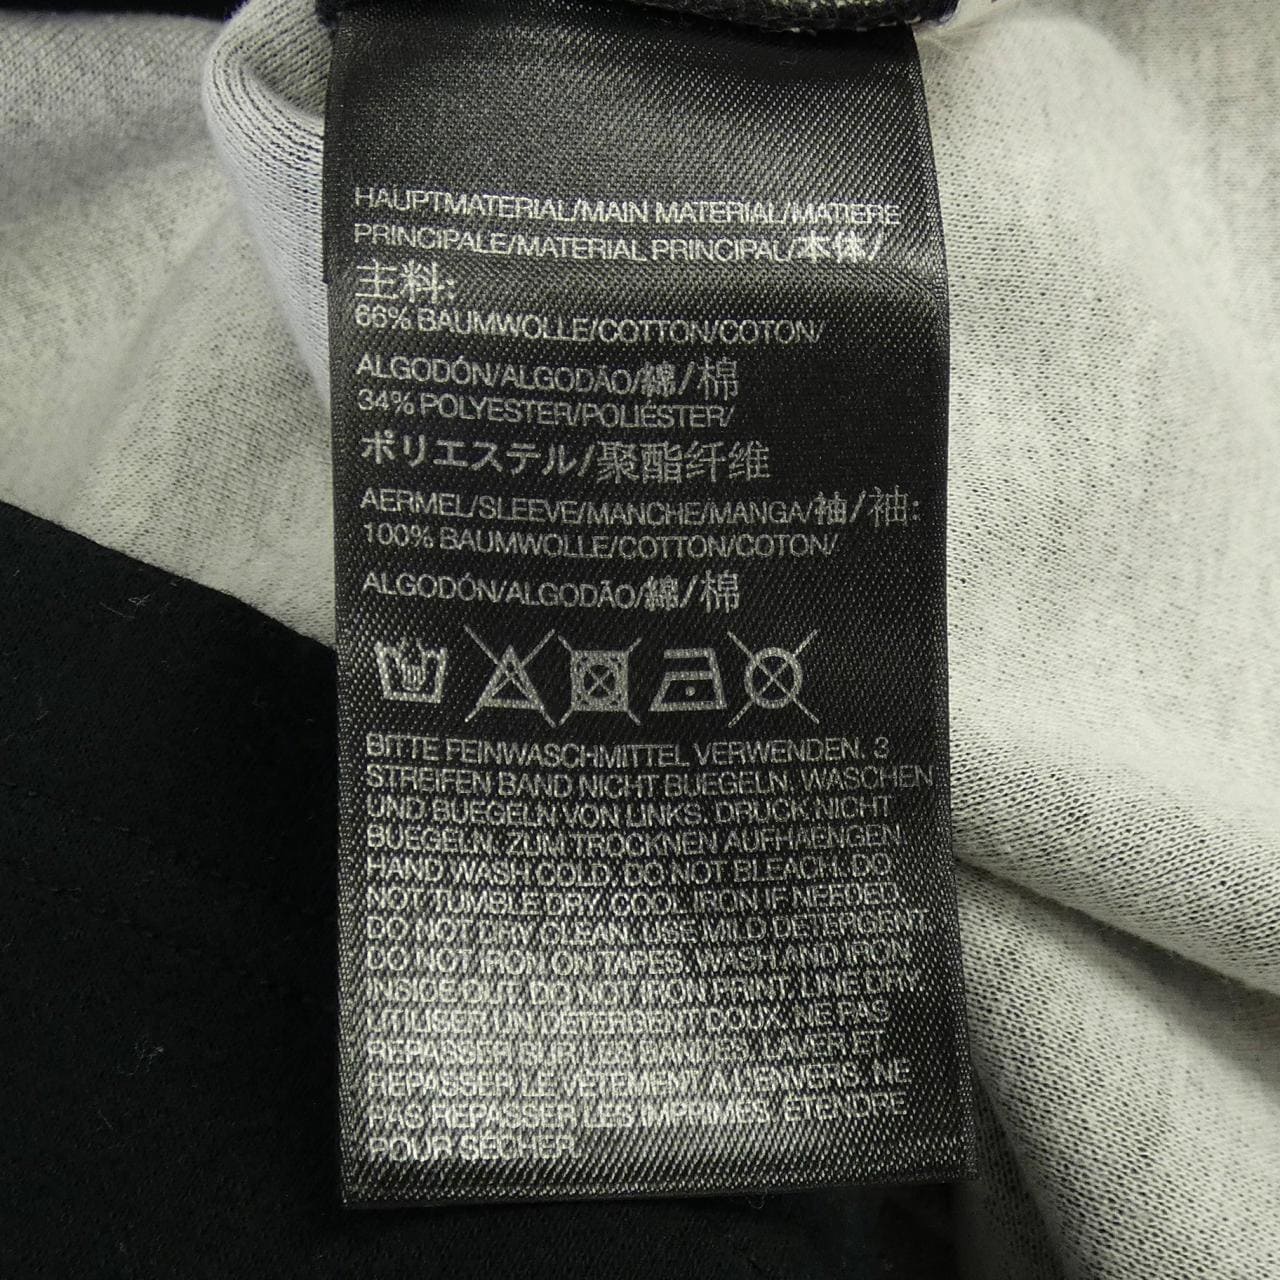 HAUPTMATERIAL/MAIN MATERIAL/MATIERE
PRINCIPALE/MATERIAL PRINCIPAL/本体/
主料:
66% BAUMWOLLE/COTTON/COTON/
ALGODÓN/ALGODÃO/綿/棉
34% POLYESTER/POLIÉSTER/
ポリエステル/聚酯纤维
AERMEL/SLEEVE/MANCHE/MANGA/袖/袖:
100% BAUMWOLLE/COTTON/COTON/
ALGODÓN/ALGODÃO/綿/棉
BITTE FEINWASCHMITTEL VERWENDEN. 3
STREIFEN BAND NICHT BUEGELN. WASCHEN
UND BUEGELN VON LINKS. DRUCK NICHT
BUEGELN. ZUM TROCKNEN AUFHAENGEN
HAND WASH COLD. DO NOT BLEACH. DO
NOT TUMBLE DRY. COOL IRON IF NEEDED.
DO NOT DRY CLEAN. USE MILD DETERGENT
DO NOT IRON ON TAPES. WASH AND IRON
INSIDE OUT. DO NOT IRON PRINT. LINE DRY
UTILISER UN DETERGENT DOUX. NE PAS
REPASSER SUR LES BANDES. LAVER ET
REPASSER LE VÊTEMENT A L'ENVERS. NE
PAS REPASSER LES IMPRIMÉS. ÉTENDRE
POUR SÉCHER.